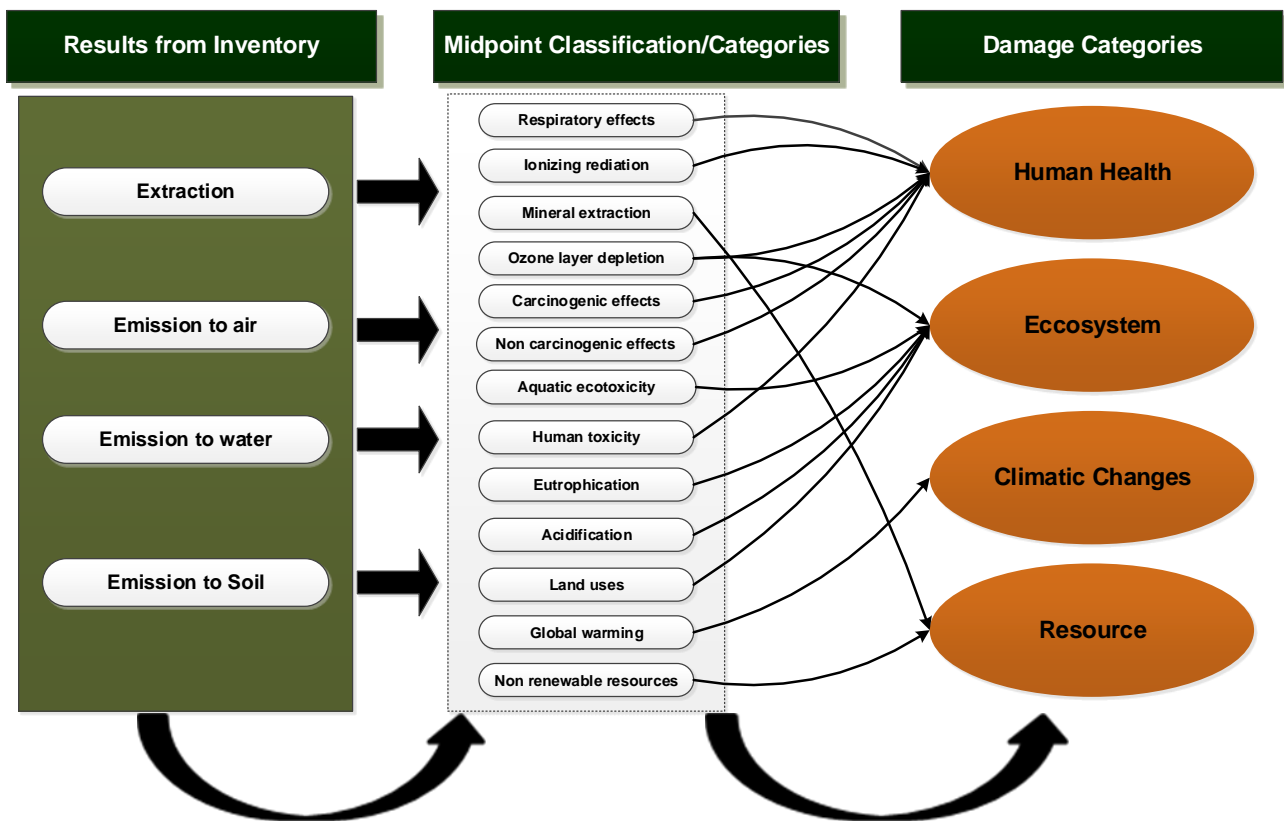 Results from Inventory
Midpoint Classification/Categories
Damage Categories
Extraction
Emission to air
Emission to water
Emission to Soil
Respiratory effects
Ionizing rediation
Mineral extraction
Ozone layer depletion
Carcinogenic effects
Non carcinogenic effects
Aquatic ecotoxicity
Human toxicity
Eutrophication
Acidification
Land uses
Global warming
Non renewable resources
Human Health
Eccosystem
Climatic Changes
Resource